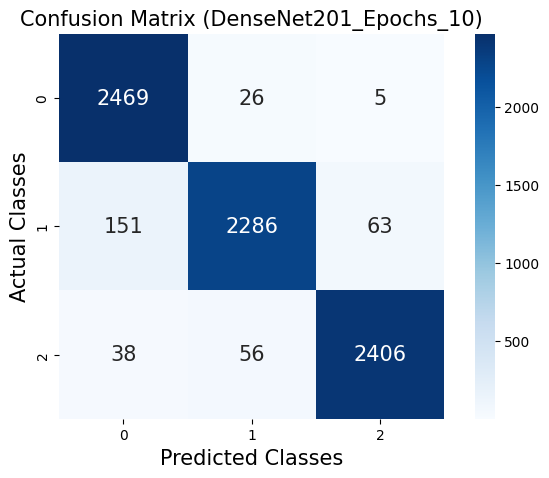 Confusion Matrix (DenseNet201_Epochs_10)
0 2469 26 5
1 151 2286 63
2 38 56 2406
0 1 2
Actual Classes
Predicted Classes
2000
1500
1000
500